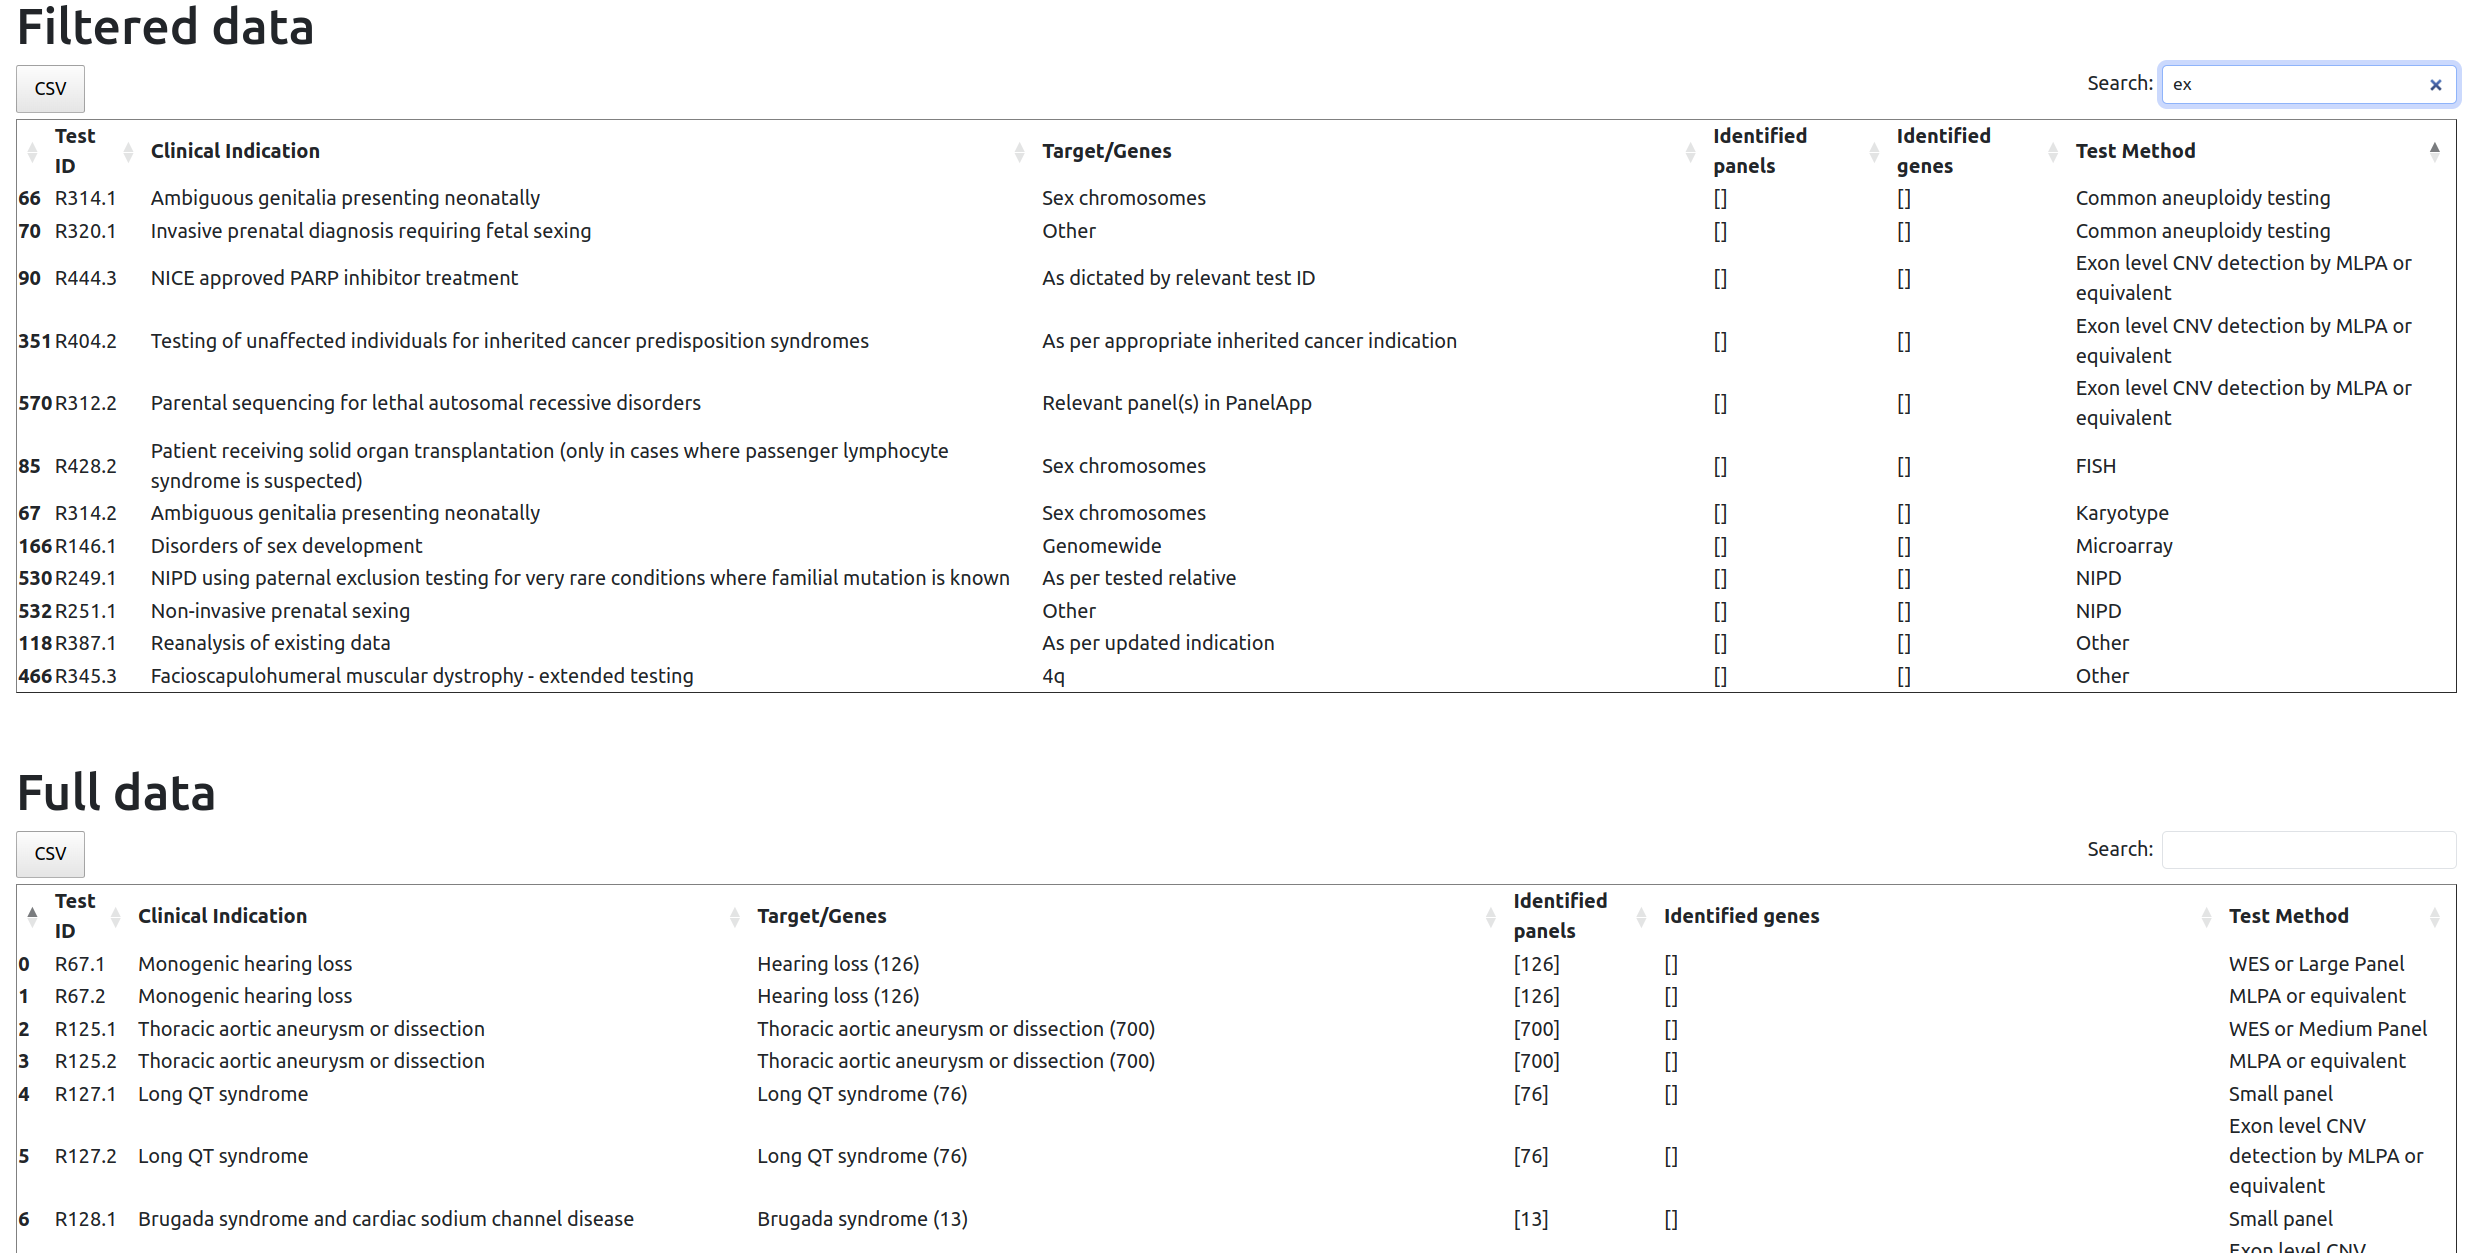 Filtered data
CSV
Search: ex ×
Test ID Clinical Indication Target/Genes Identified panels Identified genes Test Method
66 R314.1 Ambiguous genitalia presenting neonatally Sex chromosomes [] [] Common aneuploidy testing
70 R320.1 Invasive prenatal diagnosis requiring fetal sexing Other [] [] Common aneuploidy testing
90 R444.3 NICE approved PARP inhibitor treatment As dictated by relevant test ID [] [] Exon level CNV detection by MLPA or equivalent
351 R404.2 Testing of unaffected individuals for inherited cancer predisposition syndromes As per appropriate inherited cancer indication [] [] Exon level CNV detection by MLPA or equivalent
570 R312.2 Parental sequencing for lethal autosomal recessive disorders Relevant panel(s) in PanelApp [] [] Exon level CNV detection by MLPA or equivalent
85 R428.2 Patient receiving solid organ transplantation (only in cases where passenger lymphocyte syndrome is suspected) Sex chromosomes [] [] FISH
67 R314.2 Ambiguous genitalia presenting neonatally Sex chromosomes [] [] Karyotype
166 R146.1 Disorders of sex development Genomewide [] [] Microarray
530 R249.1 NIPD using paternal exclusion testing for very rare conditions where familial mutation is known As per tested relative [] [] NIPD
532 R251.1 Non-invasive prenatal sexing Other [] [] NIPD
118 R387.1 Reanalysis of existing data As per updated indication [] [] Other
466 R345.3 Facioscapulohumeral muscular dystrophy - extended testing 4q [] [] Other
Full data
CSV
Search:
Test ID Clinical Indication Target/Genes Identified panels Identified genes Test Method
0 R67.1 Monogenic hearing loss Hearing loss (126) [126] [] WES or Large Panel
1 R67.2 Monogenic hearing loss Hearing loss (126) [126] [] MLPA or equivalent
2 R125.1 Thoracic aortic aneurysm or dissection Thoracic aortic aneurysm or dissection (700) [700] [] WES or Medium Panel
3 R125.2 Thoracic aortic aneurysm or dissection Thoracic aortic aneurysm or dissection (700) [700] [] MLPA or equivalent
4 R127.1 Long QT syndrome Long QT syndrome (76) [76] [] Small panel
5 R127.2 Long QT syndrome Long QT syndrome (76) [76] [] Exon level CNV detection by MLPA or equivalent
6 R128.1 Brugada syndrome and cardiac sodium channel disease Brugada syndrome (13) [13] [] Small panel
Exon level CNV